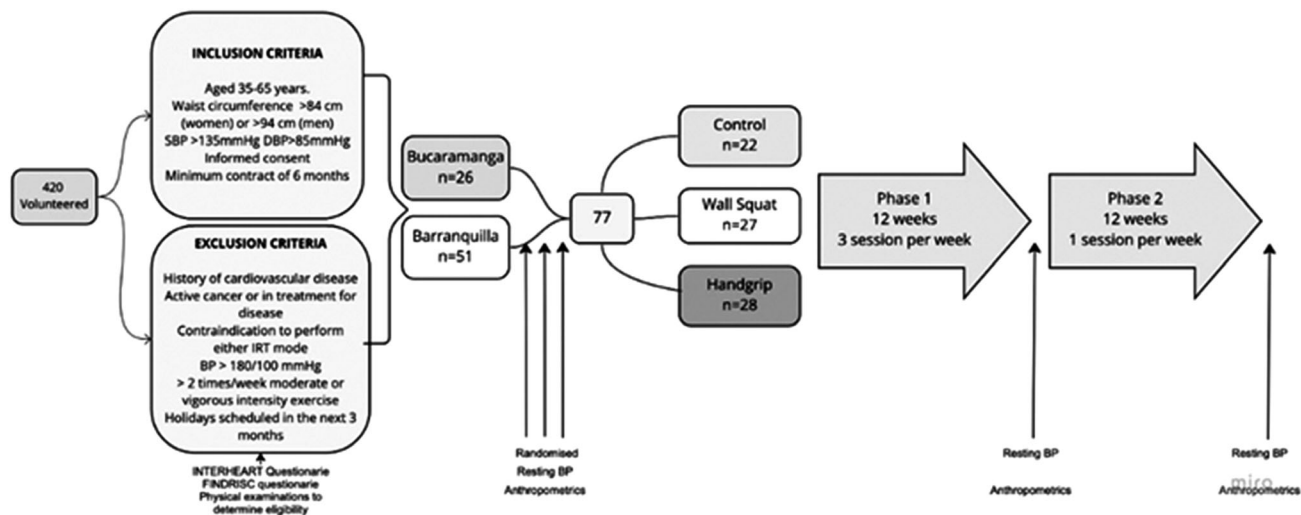 420
Volunteered
INCLUSION CRITERIA
Aged 35-65 years.
Waist circumference >84 cm
(women) or >94 cm (men)
SBP >135mmHg DBP>85mmHg
Informed consent
Minimum contract of 6 months
EXCLUSION CRITERIA
History of cardiovascular disease
Active cancer or in treatment for
disease
Contraindication to perform
either IRT mode
BP > 180/100 mmHg
> 2 times/week moderate or
vigorous intensity exercise
Holidays scheduled in the next 3
months
INTERHEART Questionarie
FINDRISC questionarie
Physical examinations to
determine eligibility
Bucaramanga
n=26
Barranquilla
n=51
Randomised
Resting BP
Anthropometrics
77
Control
n=22
Wall Squat
n=27
Handgrip
n=28
Phase 1
12 weeks
3 session per week
Resting BP
Anthropometrics
Phase 2
12 weeks
1 session per week
Resting BP
Anthropometrics
miro